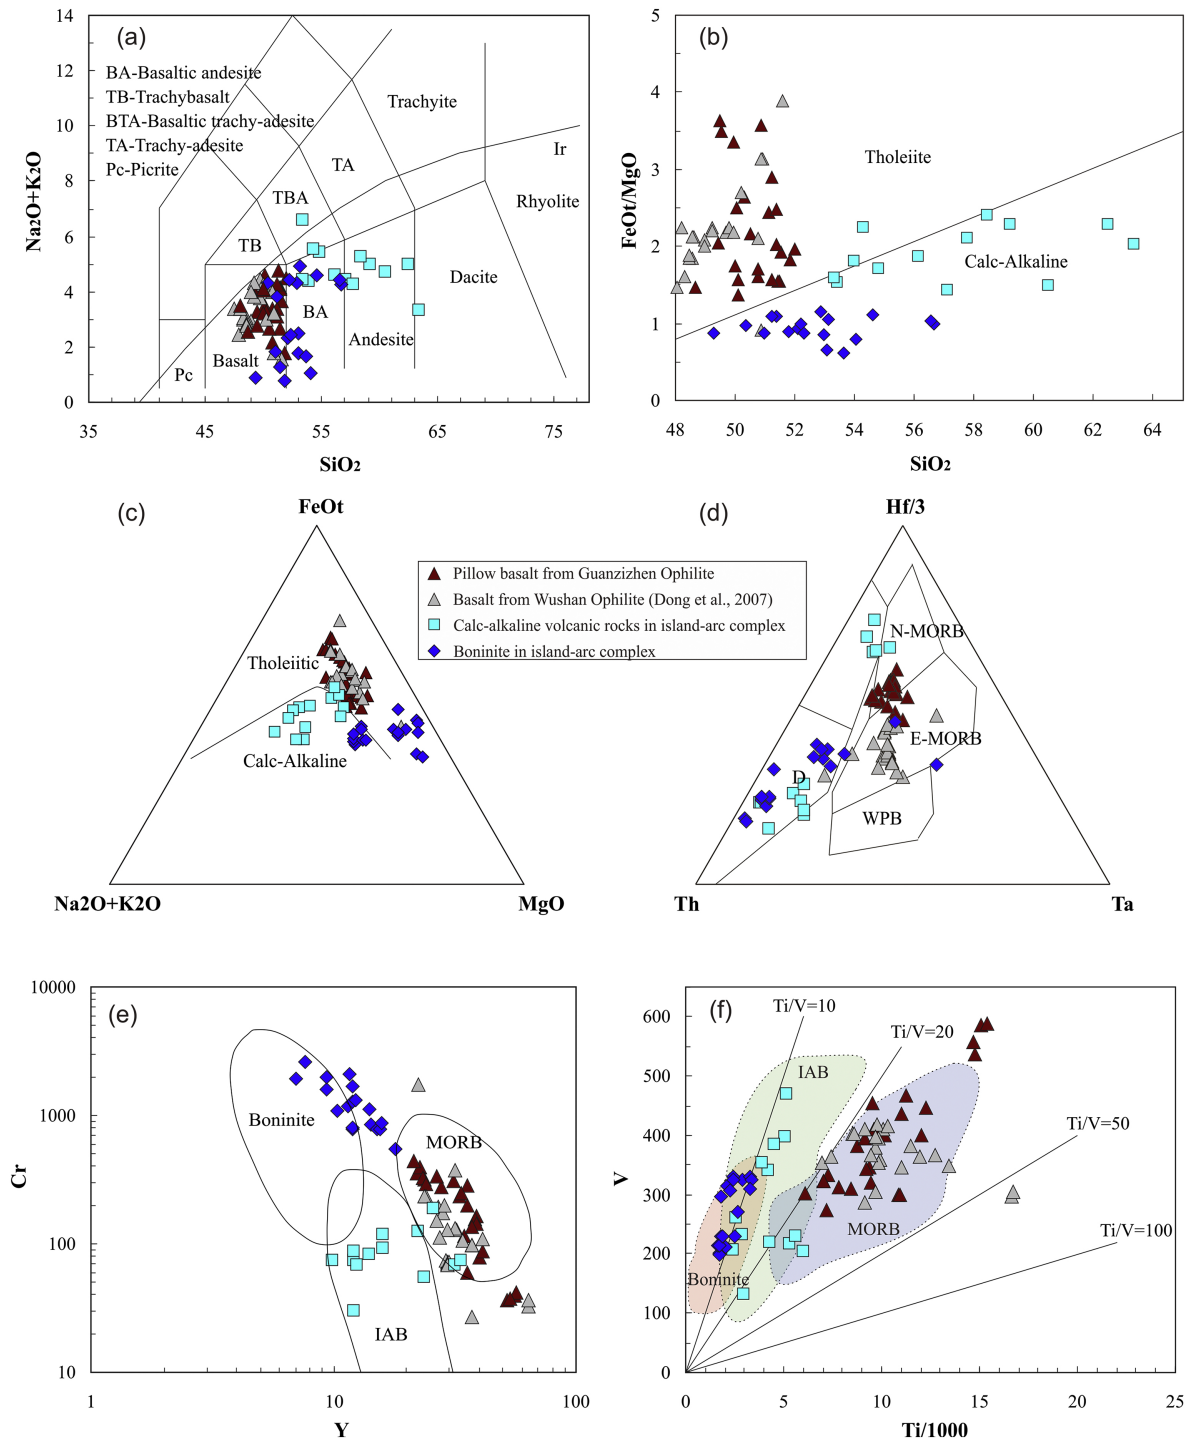 (a)
BA-Basaltic andesite
TB-Trachybasalt
BTA-Basaltic trachy-adesite
TA-Trachy-adesite
Pc-Picrite
Trachyite
TA
Ir
Rhyolite
TBA
TB
Dacite
BA
Andesite
Basalt
Pc
14
12
10
8
6
4
2
0
35
45
55
65
75
Na2O+K2O
SiO2
(b)
Tholeiite
Calc-Alkaline
5
4
3
2
1
0
48
50
52
54
56
58
60
62
64
FeOt/MgO
SiO2
(c)
FeOt
Tholeiitic
Calc-Alkaline
Na2O+K2O
MgO
Pillow basalt from Guanzizhen Ophilite
Basalt from Wushan Ophilite (Dong et al., 2007)
Calc-alkaline volcanic rocks in island-arc complex
Boninite in island-arc complex
(d)
Hf/3
N-MORB
E-MORB
D
WPB
Th
Ta
(e)
Boninite
MORB
IAB
10000
1000
100
10
1
10
100
Cr
Y
(f)
Ti/V=10
Ti/V=20
IAB
Ti/V=50
MORB
Ti/V=100
Boninite
600
500
400
300
200
100
0
0
5
10
15
20
25
V
Ti/1000